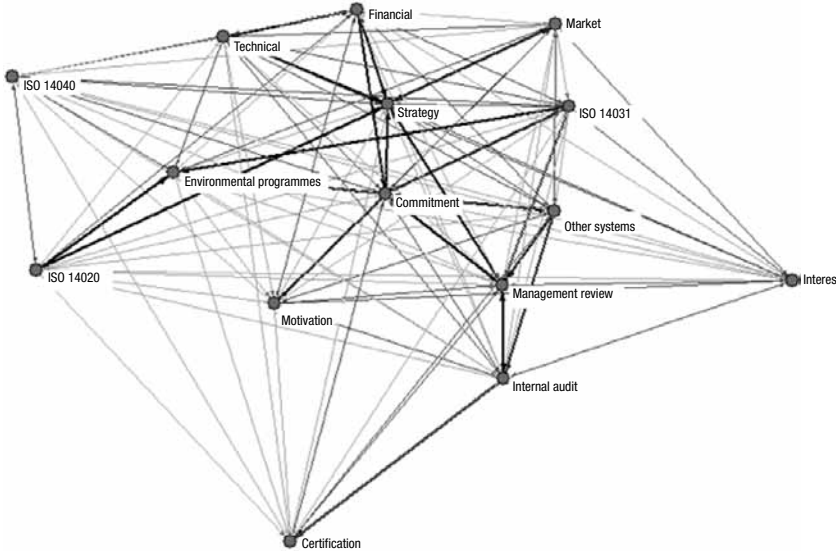 Financial
Market
Technical
ISO 14040
Strategy
ISO 14031
Environmental programmes
Commitment
Other systems
ISO 14020
Interes
Management review
Motivation
Internal audit
Certification